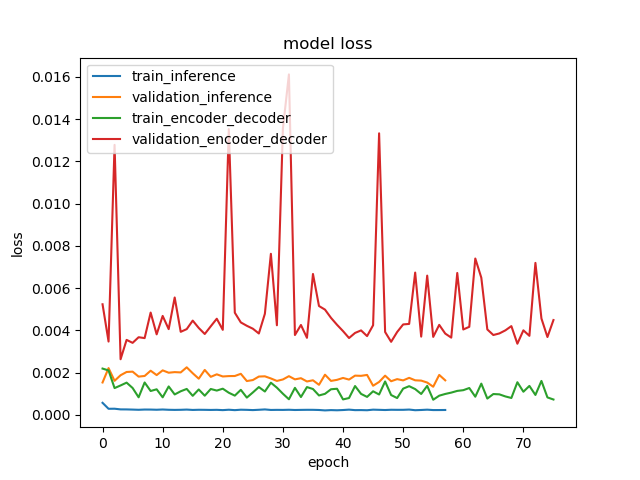 model loss
train_inference
validation_inference
train_encoder_decoder
validation_encoder_decoder
0.016
0.014
0.012
0.010
0.008
0.006
0.004
0.002
0.000
loss
0 10 20 30 40 50 60 70
epoch